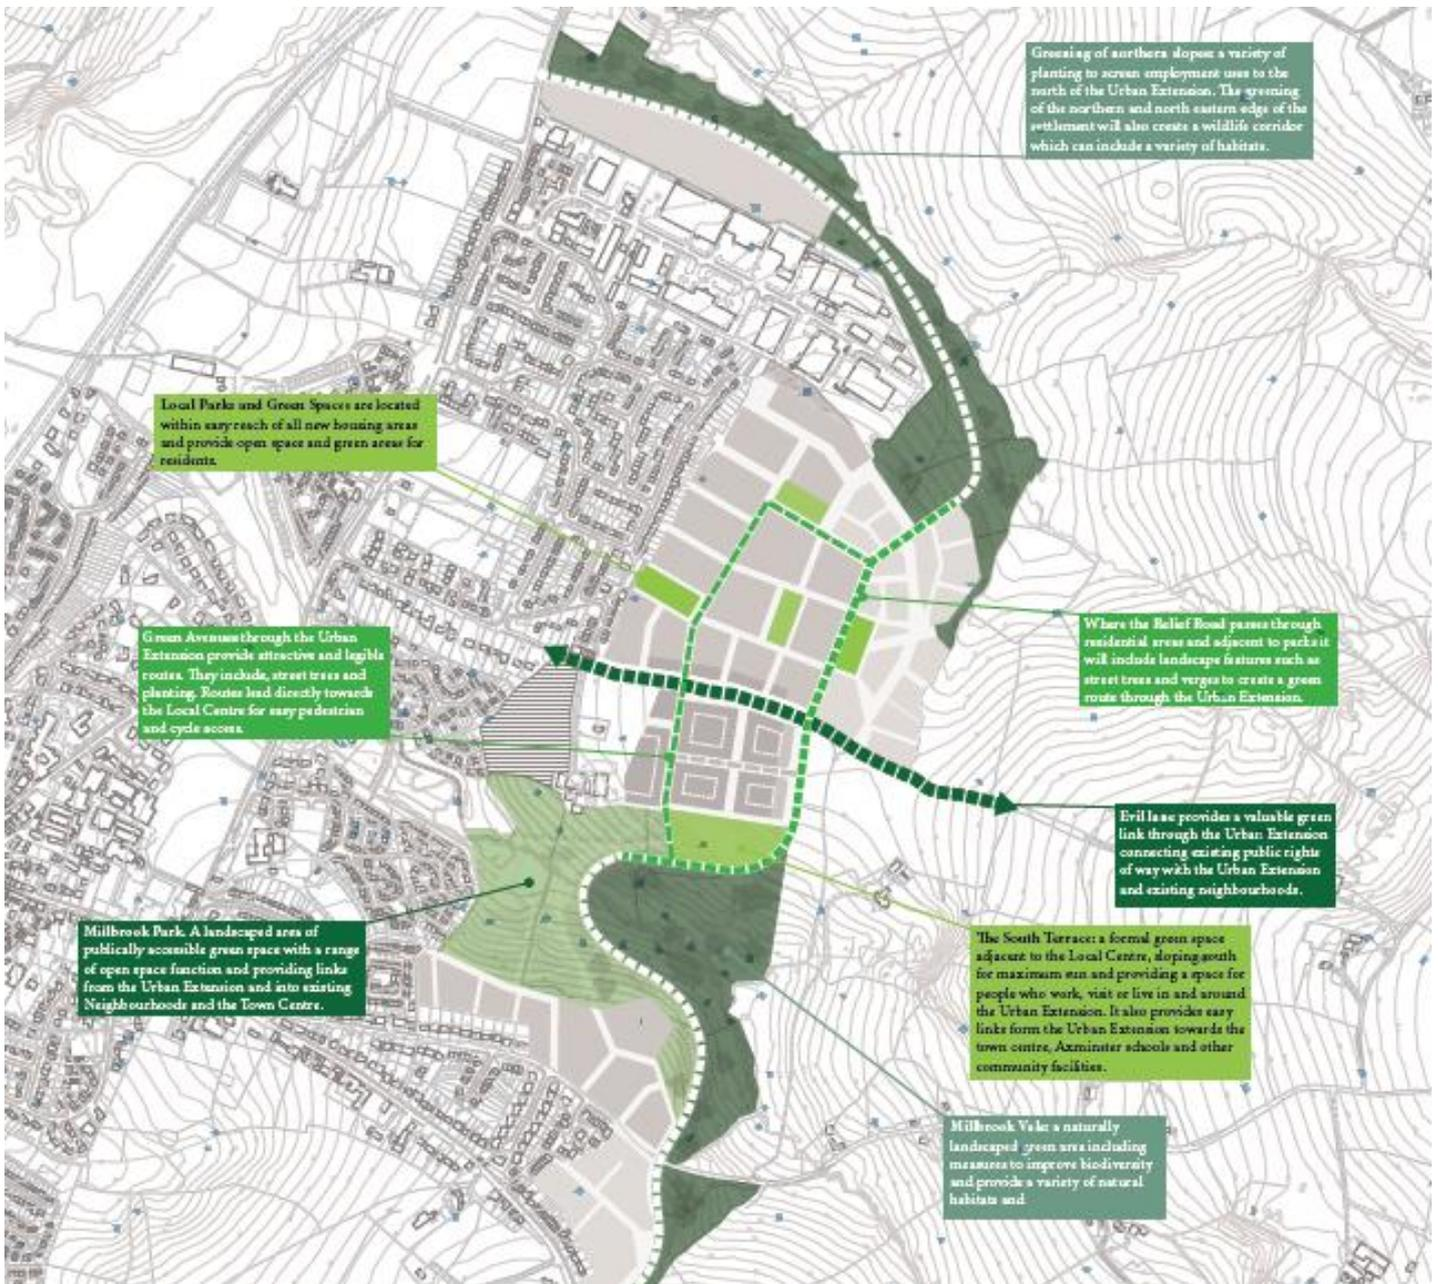 Greening of northern slopes: a variety of
planting to screen employment uses to the
north of the Urban Extension. The greening
of the northern and north eastern edge of the
settlement will also create a wildlife corridor
which can include a variety of habitats.
Local Parks and Green Spaces are located
within easy reach of all new housing areas
and provide open space and green areas for
residents.
Where the Relief Road passes through
residential areas and adjacent to parks it
will include landscape features such as
street trees and verges to create a green
route through the Urban Extension.
Green Avenues through the Urban
Extension provide attractive and legible
routes. They include, street trees and
planting. Routes lead directly towards
the Local Centre for easy pedestrian
and cycle access.
Evil lane provides a valuable green
link through the Urban Extension
connecting existing public rights
of way with the Urban Extension
and existing neighbourhoods.
Millbrook Park. A landscaped area of
publically accessible green space with a range
of open space function and providing links
from the Urban Extension and into existing
Neighbourhoods and the Town Centre.
The South Terrace: a formal green space
adjacent to the Local Centre, sloping south
for maximum sun and providing a space for
people who work, visit or live in and around
the Urban Extension. It also provides easy
links form the Urban Extension towards the
town centre, Axminster schools and other
community facilities.
Millbrook Vale: a naturally
landscaped green area including
measures to improve biodiversity
and provide a variety of natural
habitats and